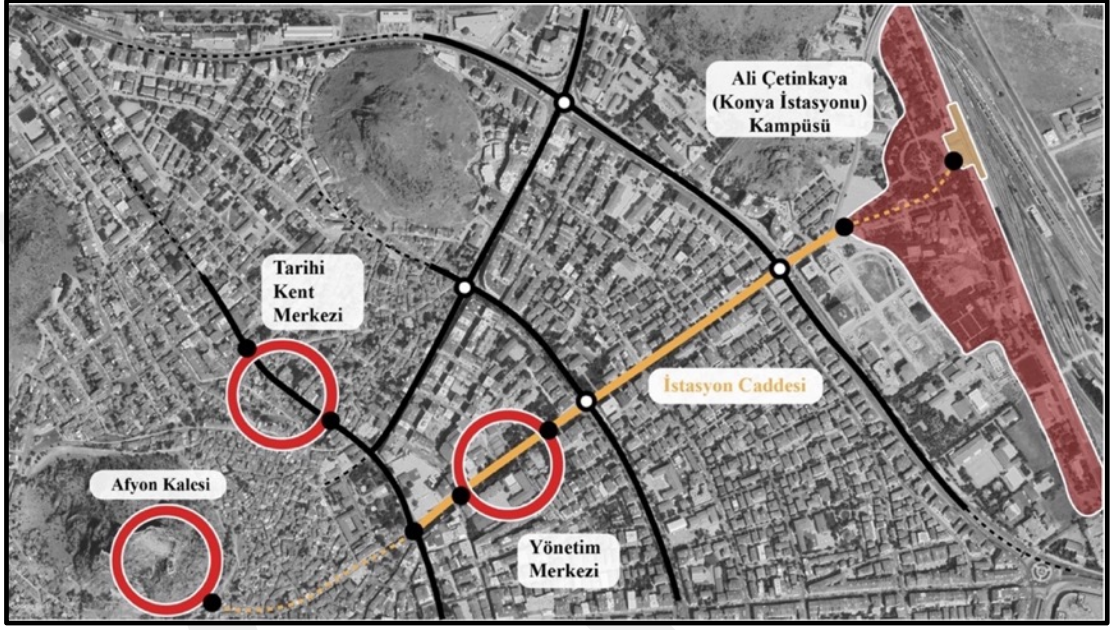 Ali Çetinkaya
(Konya İstasyonu)
Kampüsü
Tarihi
Kent
Merkezi
İstasyon Caddesi
Afyon Kalesi
Yönetim
Merkezi